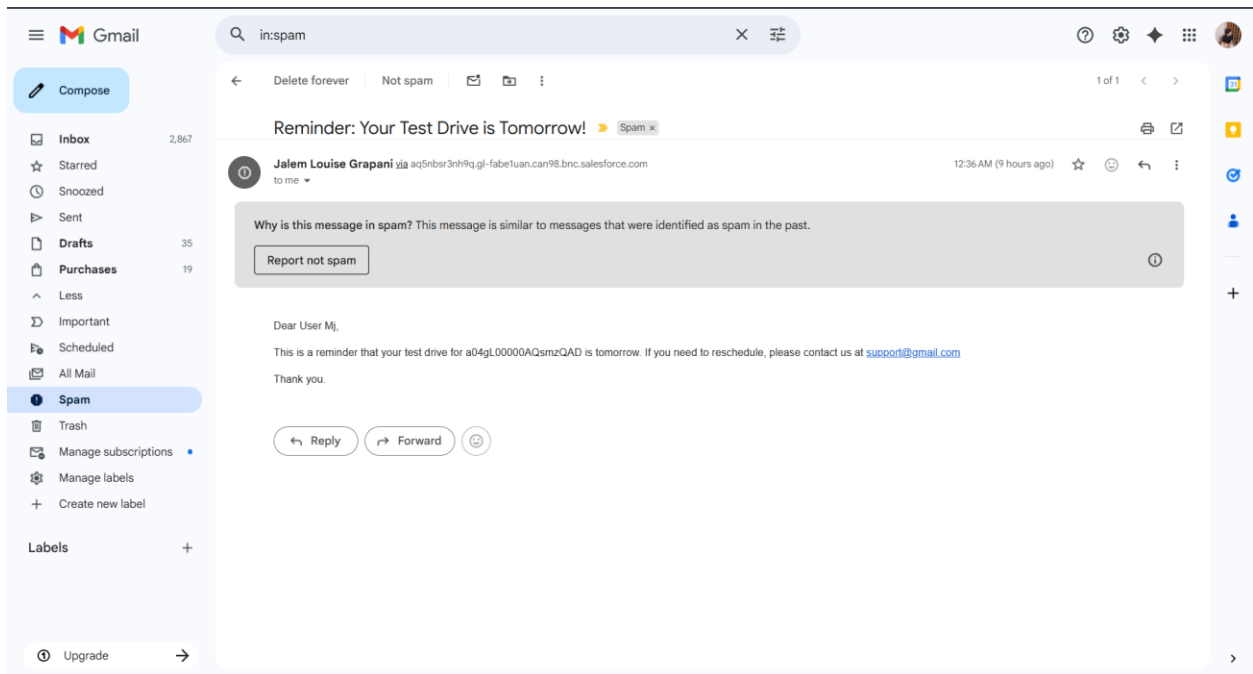 Gmail
in:spam
Compose
Delete forever
Not spam
1 of 1
31
Reminder: Your Test Drive is Tomorrow!
Spam ×
Inbox 2,867
Starred
Snoozed
Sent
Drafts 35
Purchases 19
Less
Important
Scheduled
All Mail
Spam
Trash
Manage subscriptions
Manage labels
Create new label
Labels
Upgrade
Jalem Louise Grapani via aq5nbsr3nh9q.gl-fabe1uan.can98.bnc.salesforce.com
12:36 AM (9 hours ago)
to me
Why is this message in spam? This message is similar to messages that were identified as spam in the past.
Report not spam
Dear User Mj,
This is a reminder that your test drive for a04gL00000AQsmzQAD is tomorrow. If you need to reschedule, please contact us at support@gmail.com
Thank you.
Reply
Forward